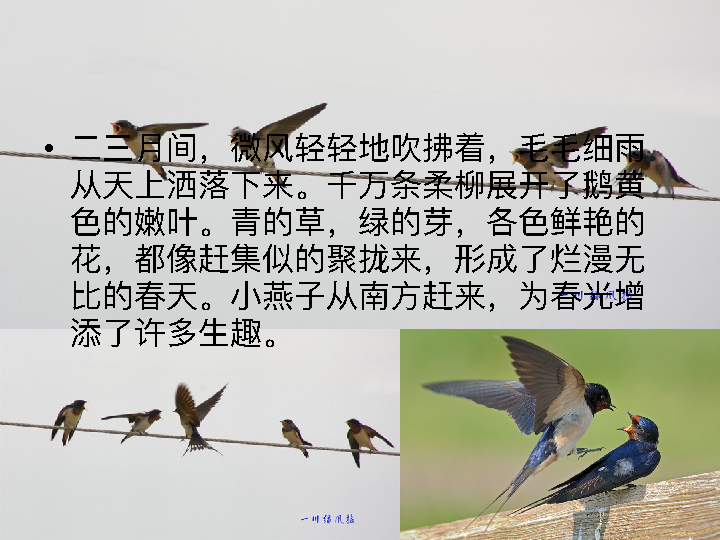 • 二三月间，微风轻轻地吹拂着，毛毛细雨
从天上洒落下来。千万条柔柳展开了鹅黄
色的嫩叶。青的草，绿的芽，各色鲜艳的
花，都像赶集似的聚拢来，形成了烂漫无
比的春天。小燕子从南方赶来，为春光增
添了许多生趣。